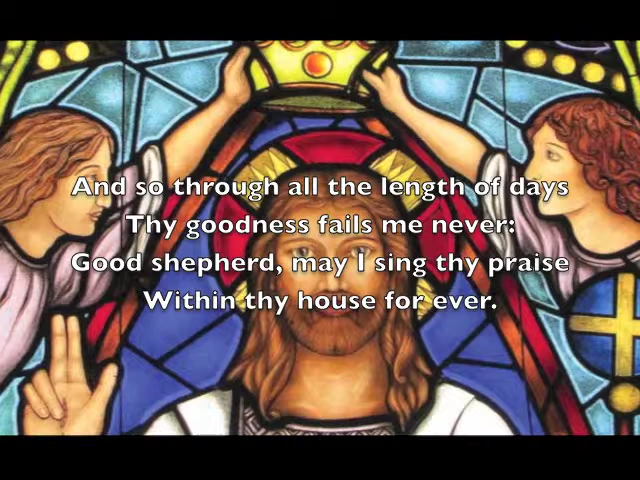 And so through all the length of days
Thy goodness fails me never:
Good shepherd, may I sing thy praise
Within thy house for ever.